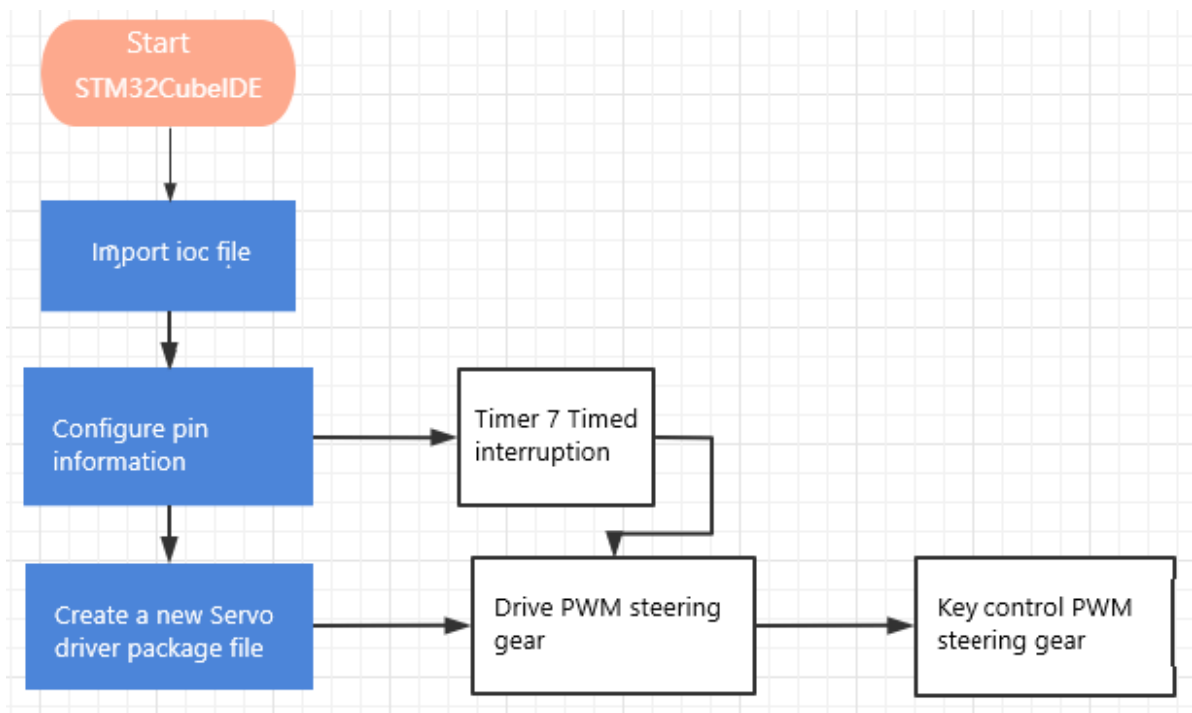 Start
STM32CubeIDE
Import ioc file
Configure pin
information
Timer 7 Timed
interruption
Create a new Servo
driver package file
Drive PWM steering
gear
Key control PWM
steering gear